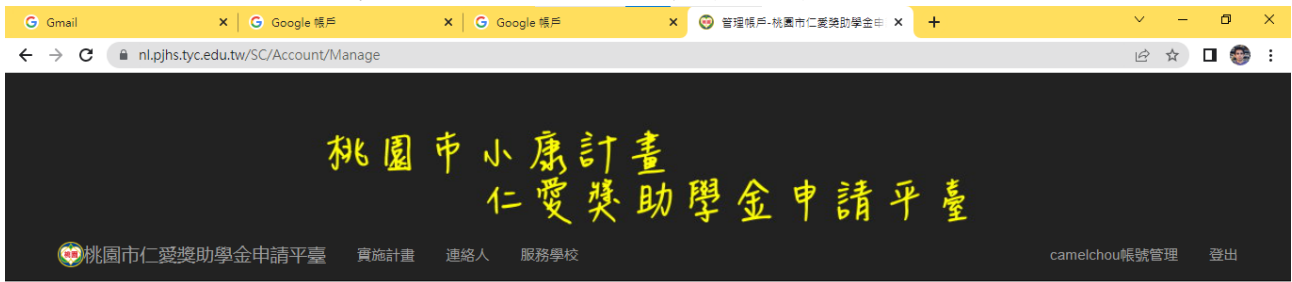 Gmail
Google 帳戶
Google 帳戶
管理帳戶-桃園市仁愛獎助學金申
nl.pjhs.tyc.edu.tw/SC/Account/Manage
桃園市小康計畫
仁愛獎助學金申請平臺
桃園市仁愛獎助學金申請平臺 實施計畫 連絡人 服務學校 camelchou帳號管理 登出